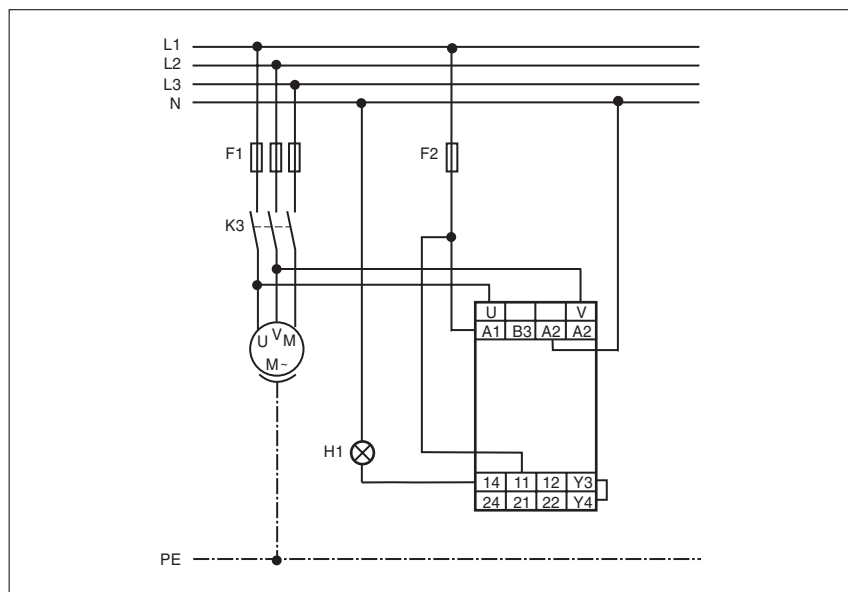 L1
L2
L3
N
F1
F2
K3
U V
A1 B3 A2 A2
U V M
M ~
H1
14 11 12 Y3
24 21 22 Y4
PE